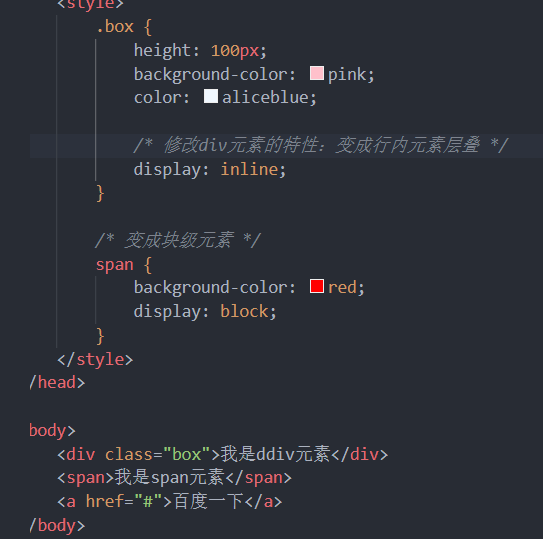 <style>
.box {
height: 100px;
background-color: pink;
color: aliceblue;
/* 修改div元素的特性：变成行内元素层叠 */
display: inline;
}
/* 变成块级元素 */
span {
background-color: red;
display: block;
}
</style>
/head>
body>
<div class="box">我是ddiv元素</div>
<span>我是span元素</span>
<a href="#">百度一下</a>
/body>